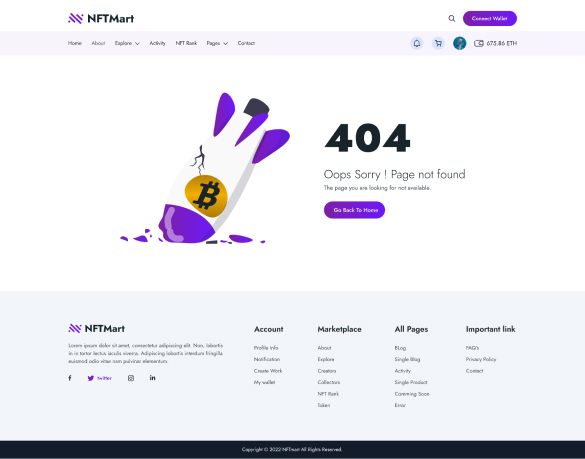 NFTMart
Connect Wallet
Home About Explore Activity NFT Rank Pages Contact
675.86 ETH
404
Oops Sorry ! Page not found
The page you are looking for not available.
Go Back To Home
NFTMart
Lorem ipsum dolor sit amet, consectetur adipiscing elit. Non, lobortis
in in tortor lectus iaculis viverra. Adipiscing lobortis interdum fringilla
euismod odio vitae nam pulvinar elementum.
twitter
Account
Profile Info
Notification
Create Work
My wallet
Marketplace
About
Explore
Creators
Collectors
NFT Rank
Token
All Pages
BLog
Single Blog
Activity
Single Product
Comming Soon
Error
Important link
FAQ's
Privacy Policy
Contact
Copyright © 2022 NFTmart All Rights Reserved.